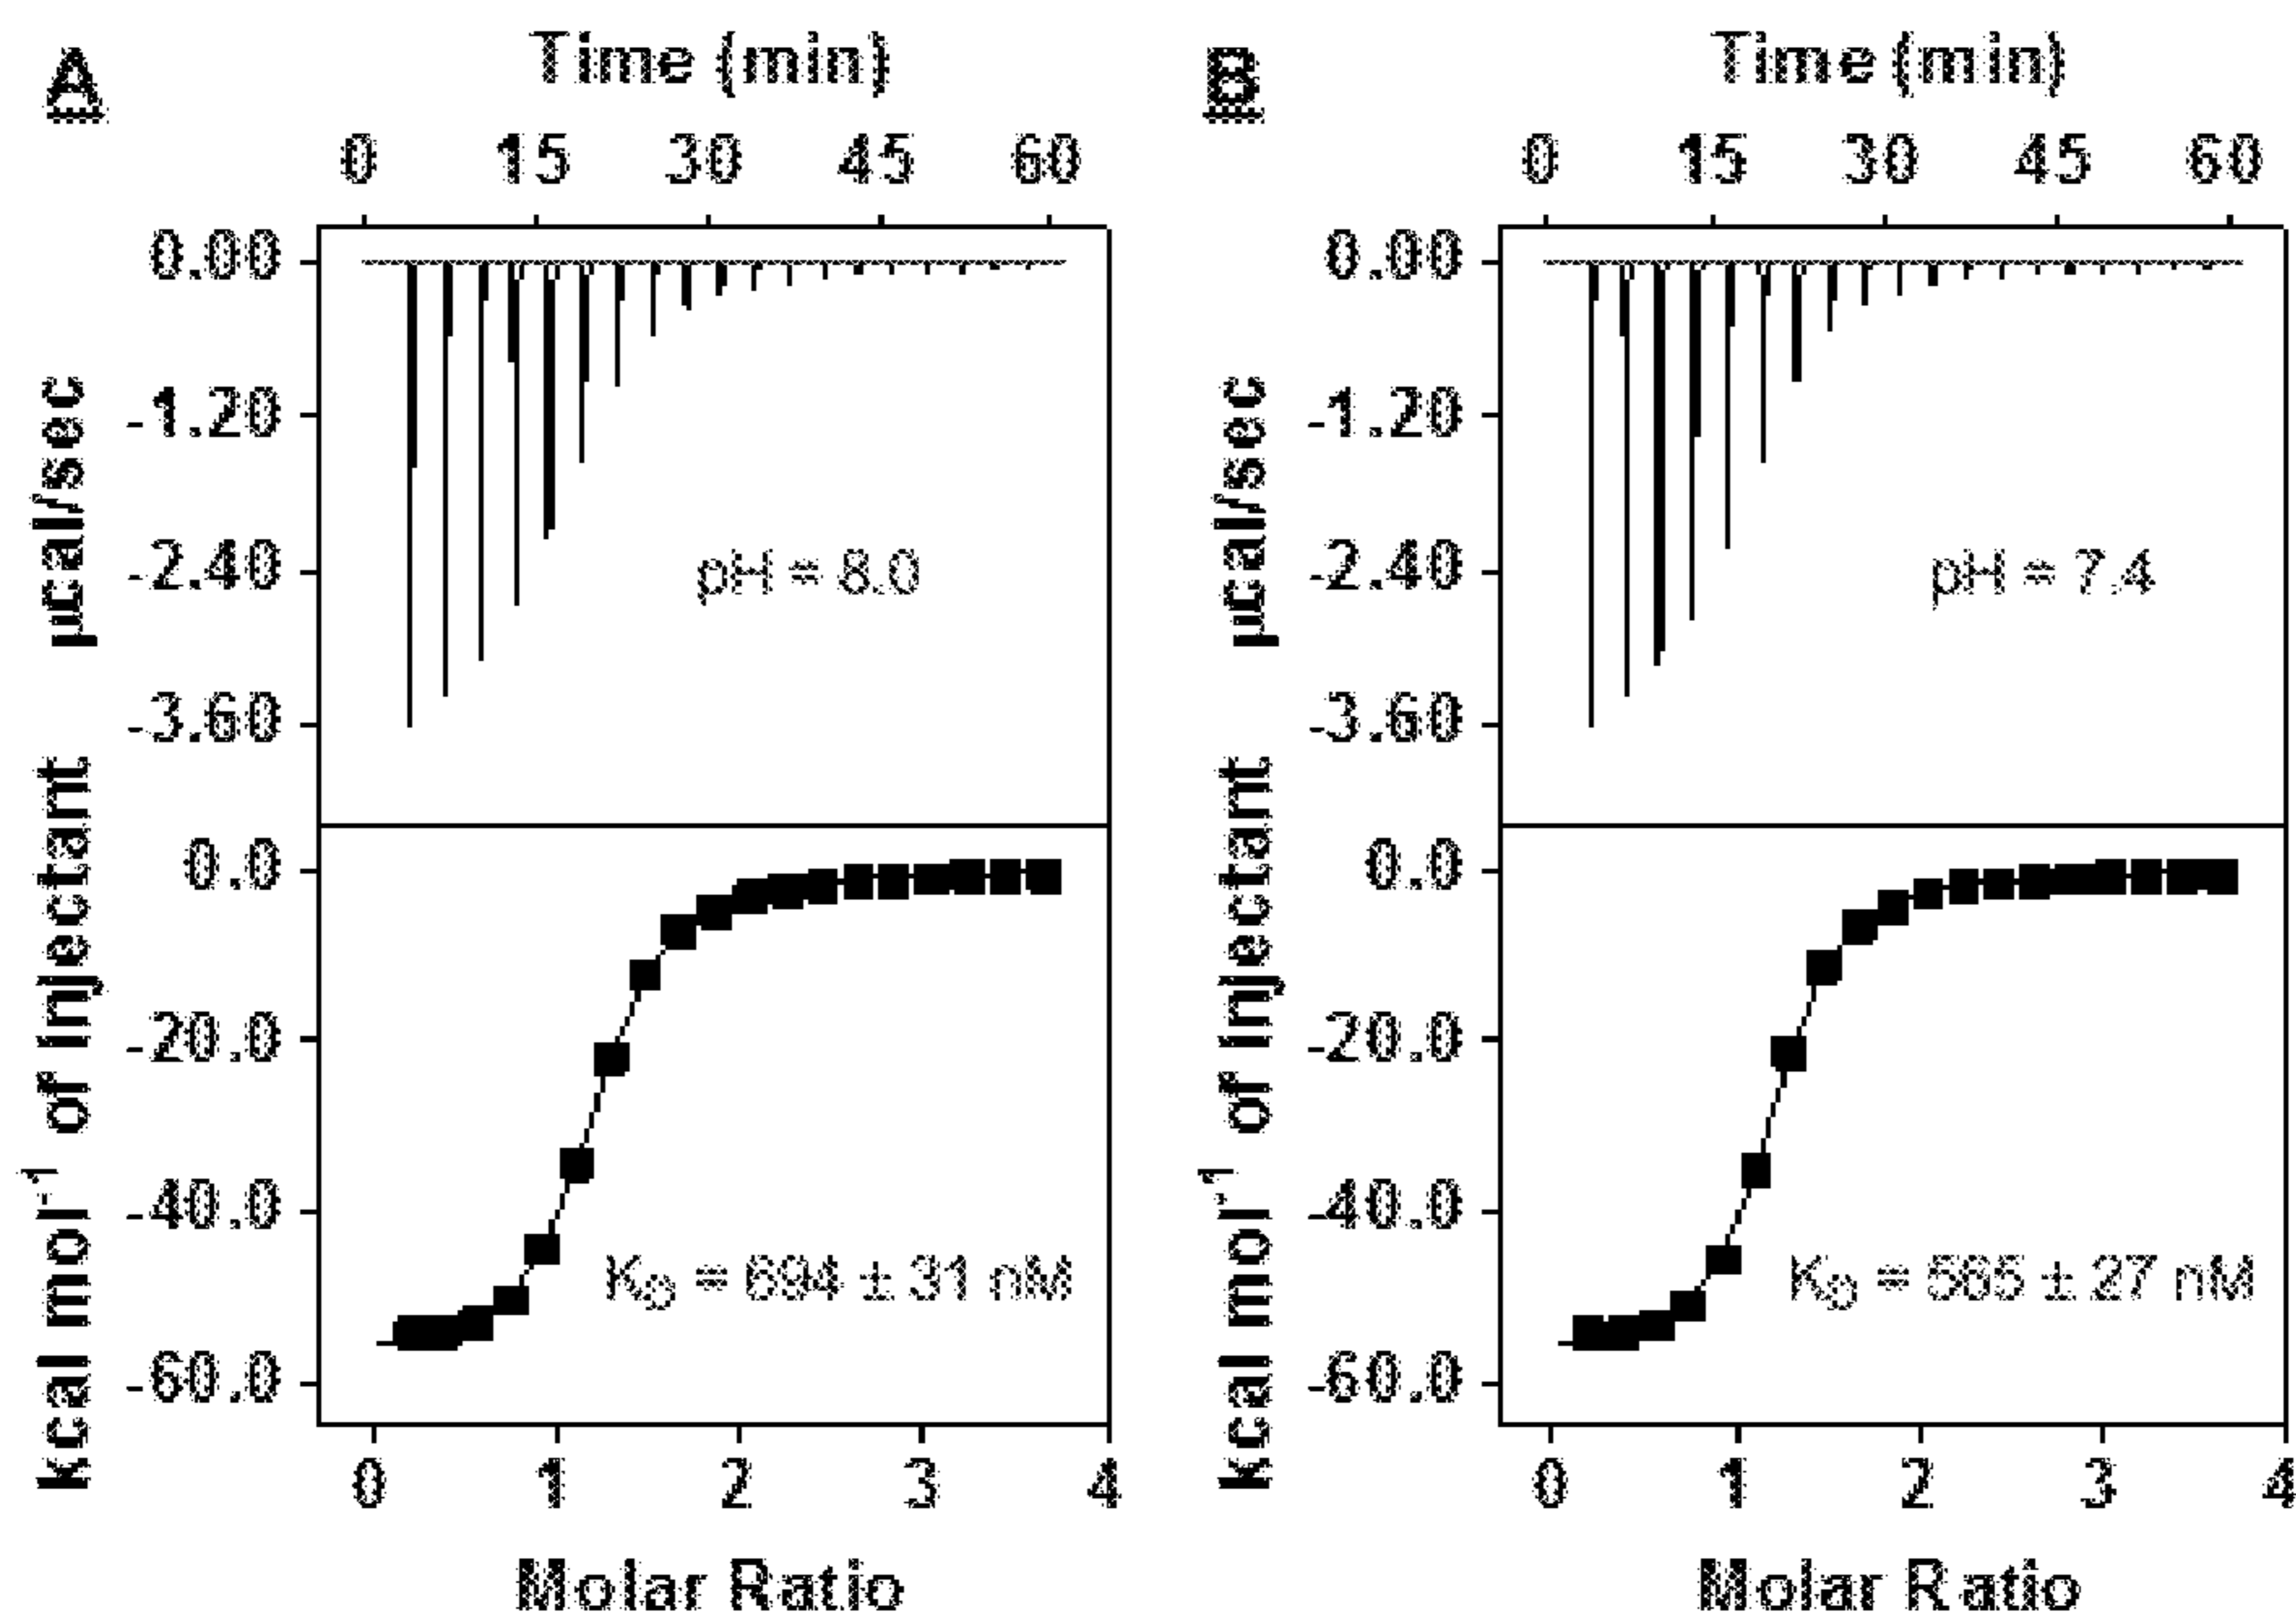 A
Time (min)
0 15 30 45 60
0.00
-1.20
-2.40
-3.60
µcal/sec
pH = 8.0
0.0
-20.0
-40.0
-60.0
Kcal mol-1 of injectant
KD = 694 ± 31 nM
0 1 2 3 4
Molar Ratio
B
Time (min)
0 15 30 45 60
0.00
-1.20
-2.40
-3.60
µcal/sec
pH = 7.4
0.0
-20.0
-40.0
-60.0
Kcal mol-1 of injectant
KD = 565 ± 27 nM
0 1 2 3 4
Molar Ratio